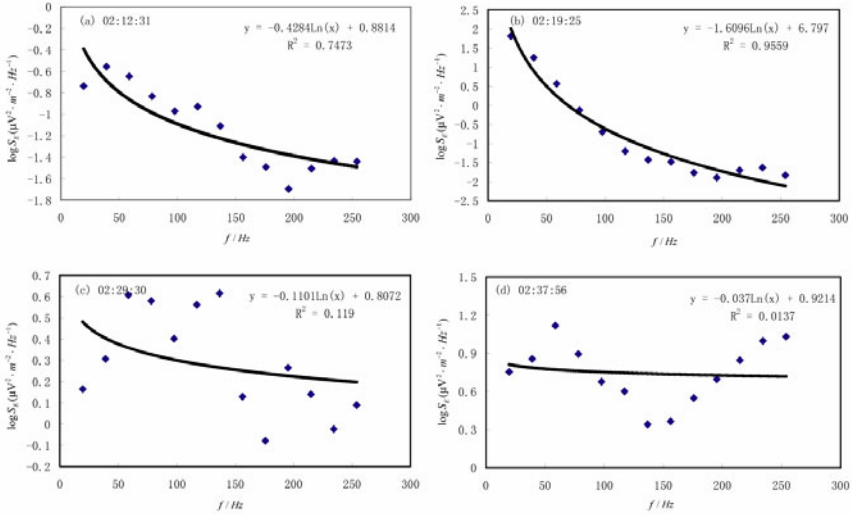 (a) 02:12:31
y = -0.4284Ln(x) + 0.8814
R² = 0.7473
0
-0.2
-0.4
-0.6
-0.8
-1
-1.2
-1.4
-1.6
-1.8
log S_E (μV²·m⁻²·Hz⁻¹)
0 50 100 150 200 250 300
f / Hz
(b) 02:19:25
y = -1.6096Ln(x) + 6.797
R² = 0.9559
2.5
2
1.5
1
0.5
0
-0.5
-1
-1.5
-2
-2.5
log S_E (μV²·m⁻²·Hz⁻¹)
0 50 100 150 200 250 300
f / Hz
(c) 02:29:30
y = -0.1101Ln(x) + 0.8072
R² = 0.119
0.7
0.6
0.5
0.4
0.3
0.2
0.1
0
-0.1
-0.2
log S_E (μV²·m⁻²·Hz⁻¹)
0 50 100 150 200 250 300
f / Hz
(d) 02:37:56
y = -0.037Ln(x) + 0.9214
R² = 0.0137
1.5
1.2
0.9
0.6
0.3
0
log S_E (μV²·m⁻²·Hz⁻¹)
0 50 100 150 200 250 300
f / Hz